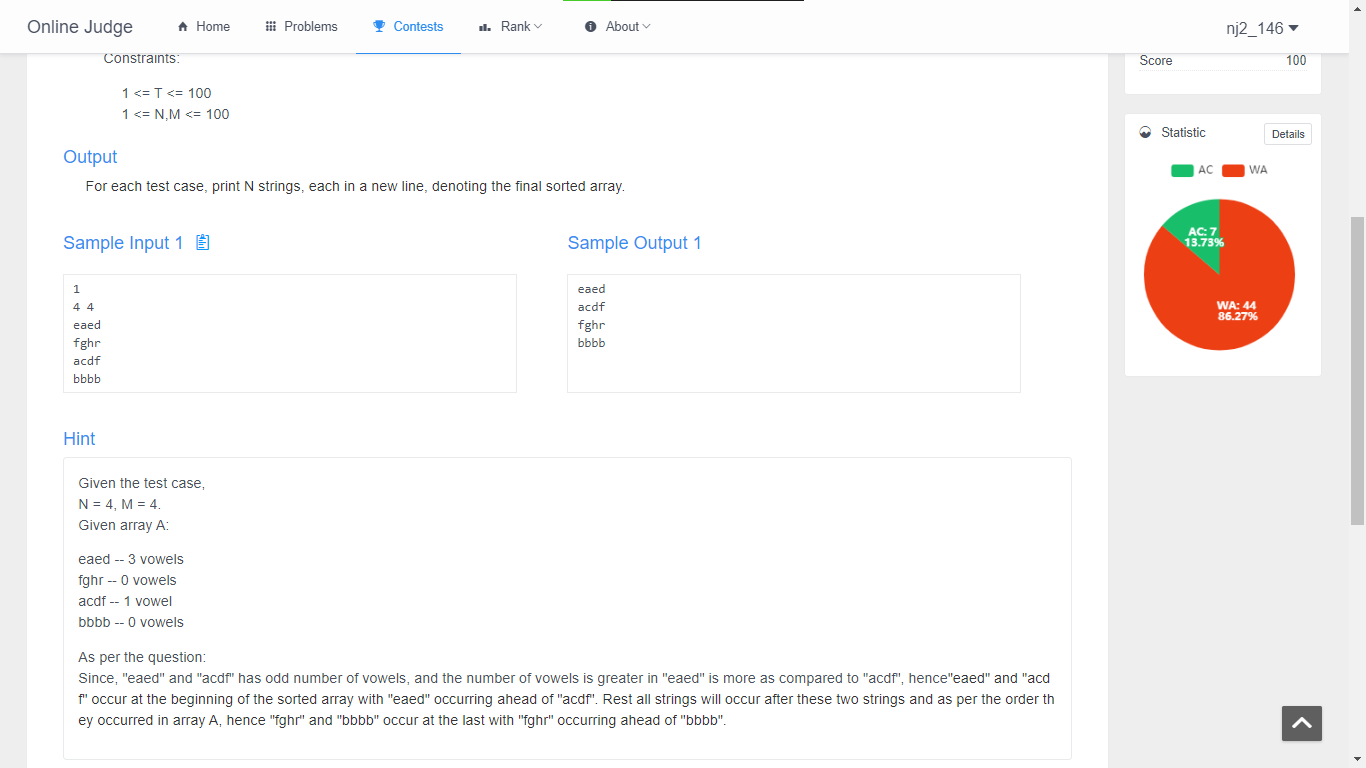 Online Judge
Home
Problems
Contests
Rank
About
nj2_146
Constraints:
1 <= T <= 100
1 <= N,M <= 100
Output
For each test case, print N strings, each in a new line, denoting the final sorted array.
Sample Input 1
1
4 4
eaed
fghr
acdf
bbbb
Sample Output 1
eaed
acdf
fghr
bbbb
Hint
Given the test case,
N = 4, M = 4.
Given array A:
eaed -- 3 vowels
fghr -- 0 vowels
acdf -- 1 vowel
bbbb -- 0 vowels
As per the question:
Since, "eaed" and "acdf" has odd number of vowels, and the number of vowels is greater in "eaed" is more as compared to "acdf", hence"eaed" and "acd
f" occur at the beginning of the sorted array with "eaed" occurring ahead of "acdf". Rest all strings will occur after these two strings and as per the order th
ey occurred in array A, hence "fghr" and "bbbb" occur at the last with "fghr" occurring ahead of "bbbb".
Score 100
Statistic
Details
AC WA
AC: 7
13.73%
WA: 44
86.27%